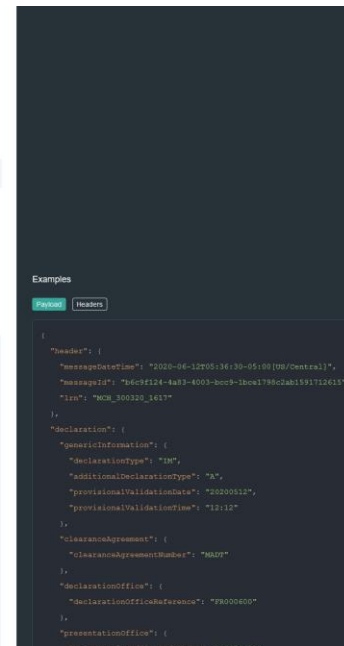 Examples
Payload Headers
{
"header": {
"messageDateTime": "2020-06-12T05:36:30-05:00[US/Central]",
"messageId": "b6c9f124-4a83-4003-bcc9-1bce1798c2ab1591712615"
"lrn": "MCH_300320_1617"
},
"declaration": {
"genericInformation": {
"declarationType": "IM",
"additionalDeclarationType": "A",
"provisionalValidationDate": "20200512",
"provisionalValidationTime": "12:12"
},
"clearanceAgreement": {
"clearanceAgreementNumber": "MADT"
},
"declarationOffice": {
"declarationOfficeReference": "FR000600"
},
"presentationOffice": {